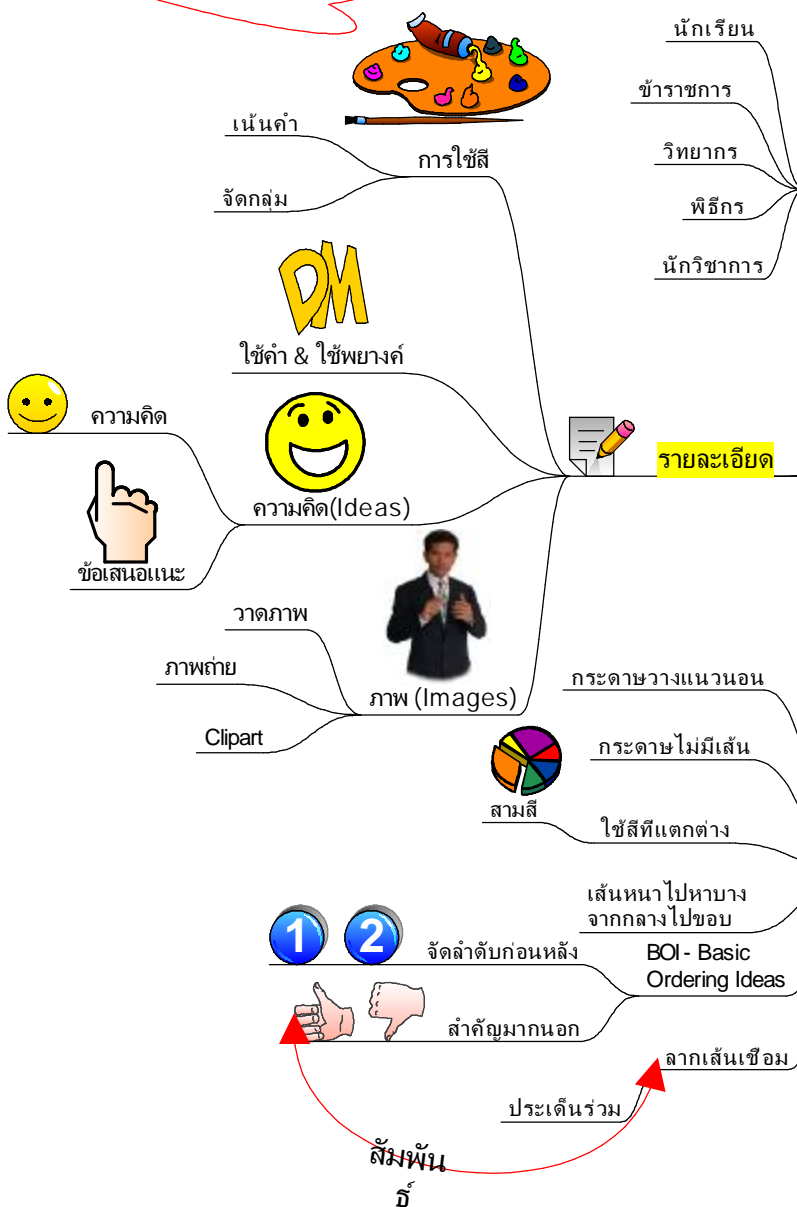 นักเรียน
ข้าราชการ
วิทยากร
พิธีกร
นักวิชาการ
เน้นคำ
การใช้สี
จัดกลุ่ม
DM
ใช้คำ & ใช้พยางค์
ความคิด
รายละเอียด
ความคิด(Ideas)
ข้อเสนอแนะ
วาดภาพ
ภาพถ่าย
ภาพ (Images)
Clipart
กระดาษวางแนวนอน
กระดาษไม่มีเส้น
สามสี
ใช้สีทีแตกต่าง
เส้นหนาไปหาบาง
จากกลางไปขอบ
1 2
จัดลำดับก่อนหลัง
BOI - Basic
Ordering Ideas
สำคัญมากนอก
ลากเส้นเชือม
ประเด็นร่วม
สัมพัน
ธ์